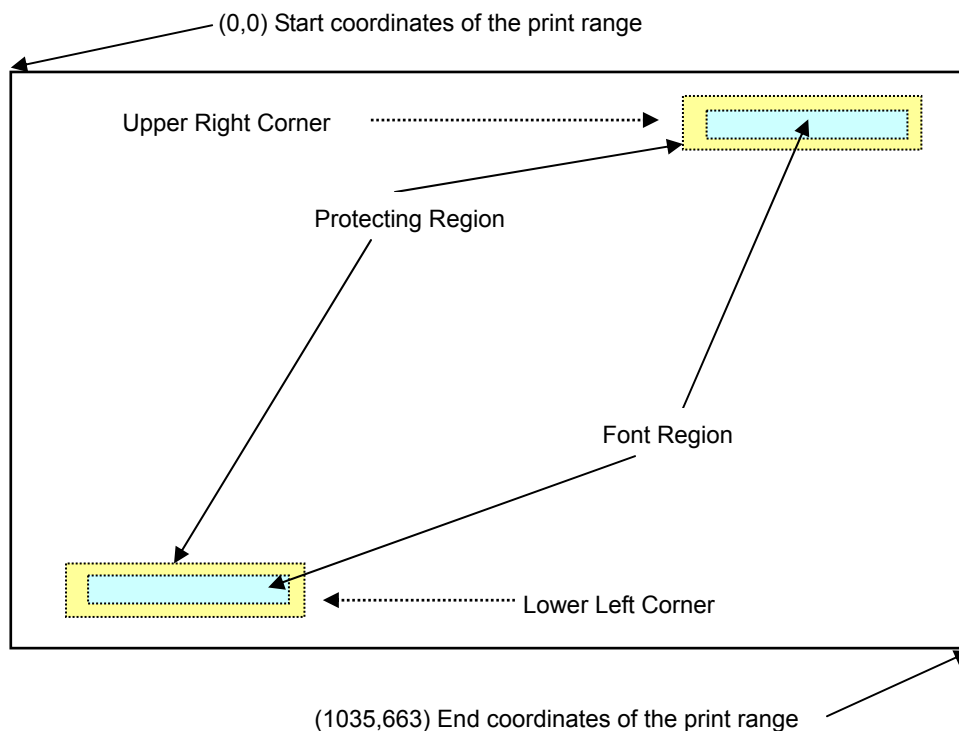 (0,0) Start coordinates of the print range
Upper Right Corner
Protecting Region
Font Region
Lower Left Corner
(1035,663) End coordinates of the print range